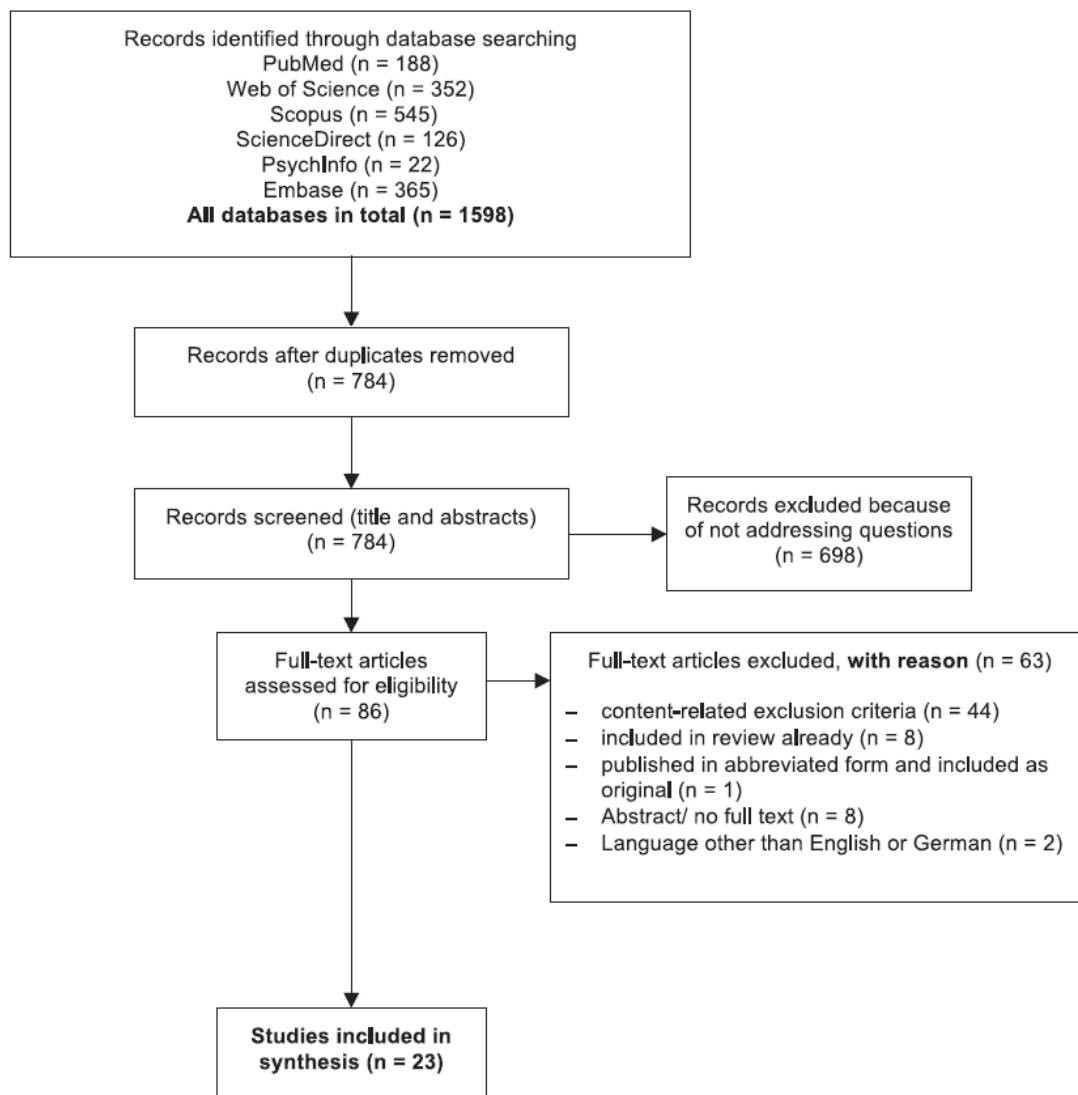 Records identified through database searching
PubMed (n = 188)
Web of Science (n = 352)
Scopus (n = 545)
ScienceDirect (n = 126)
PsychInfo (n = 22)
Embase (n = 365)
All databases in total (n = 1598)
Records after duplicates removed
(n = 784)
Records screened (title and abstracts)
(n = 784)
Records excluded because
of not addressing questions
(n = 698)
Full-text articles
assessed for eligibility
(n = 86)
Full-text articles excluded, with reason (n = 63)
– content-related exclusion criteria (n = 44)
– included in review already (n = 8)
– published in abbreviated form and included as
original (n = 1)
– Abstract/ no full text (n = 8)
– Language other than English or German (n = 2)
Studies included in
synthesis (n = 23)